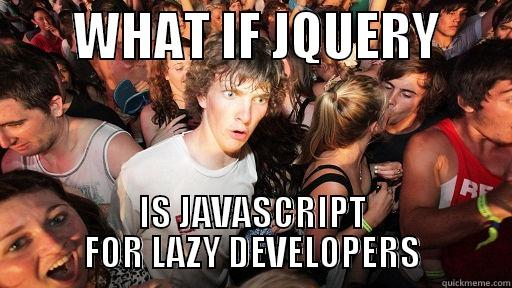 WHAT IF JQUERY
IS JAVASCRIPT
FOR LAZY DEVELOPERS
quickmeme.com